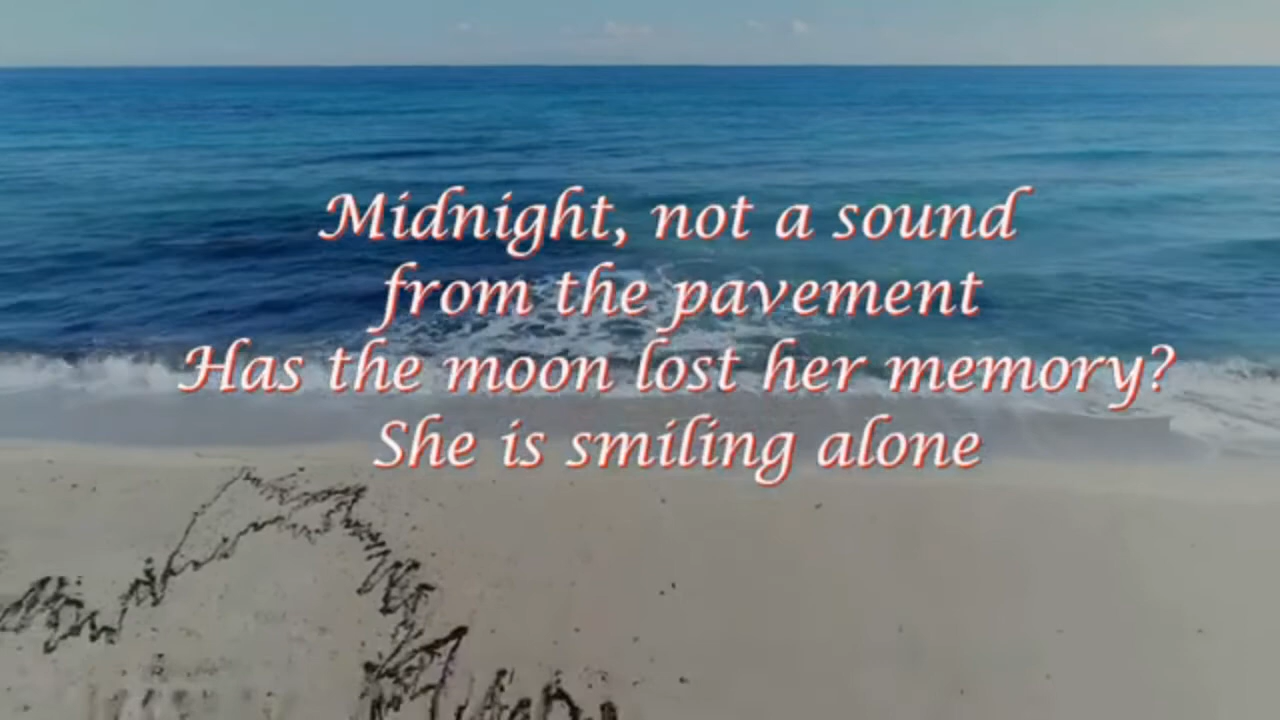 Midnight, not a sound
from the pavement
Has the moon lost her memory?
She is smiling alone